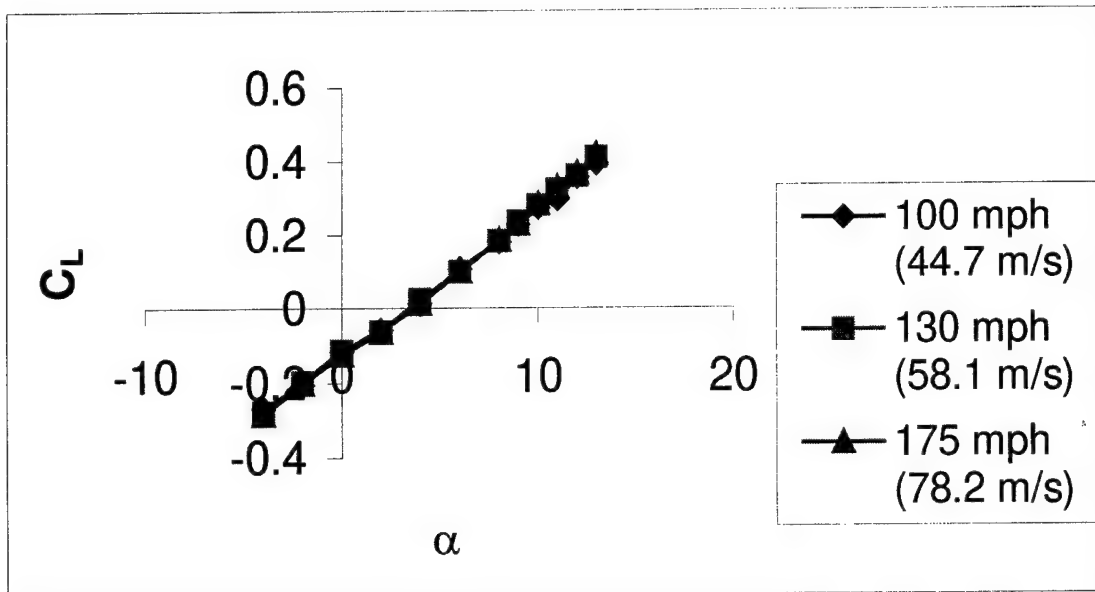 0.6
0.4
0.2
0
-0.2
-0.4
-10
0
10
20
C_L
α
100 mph
(44.7 m/s)
130 mph
(58.1 m/s)
175 mph
(78.2 m/s)